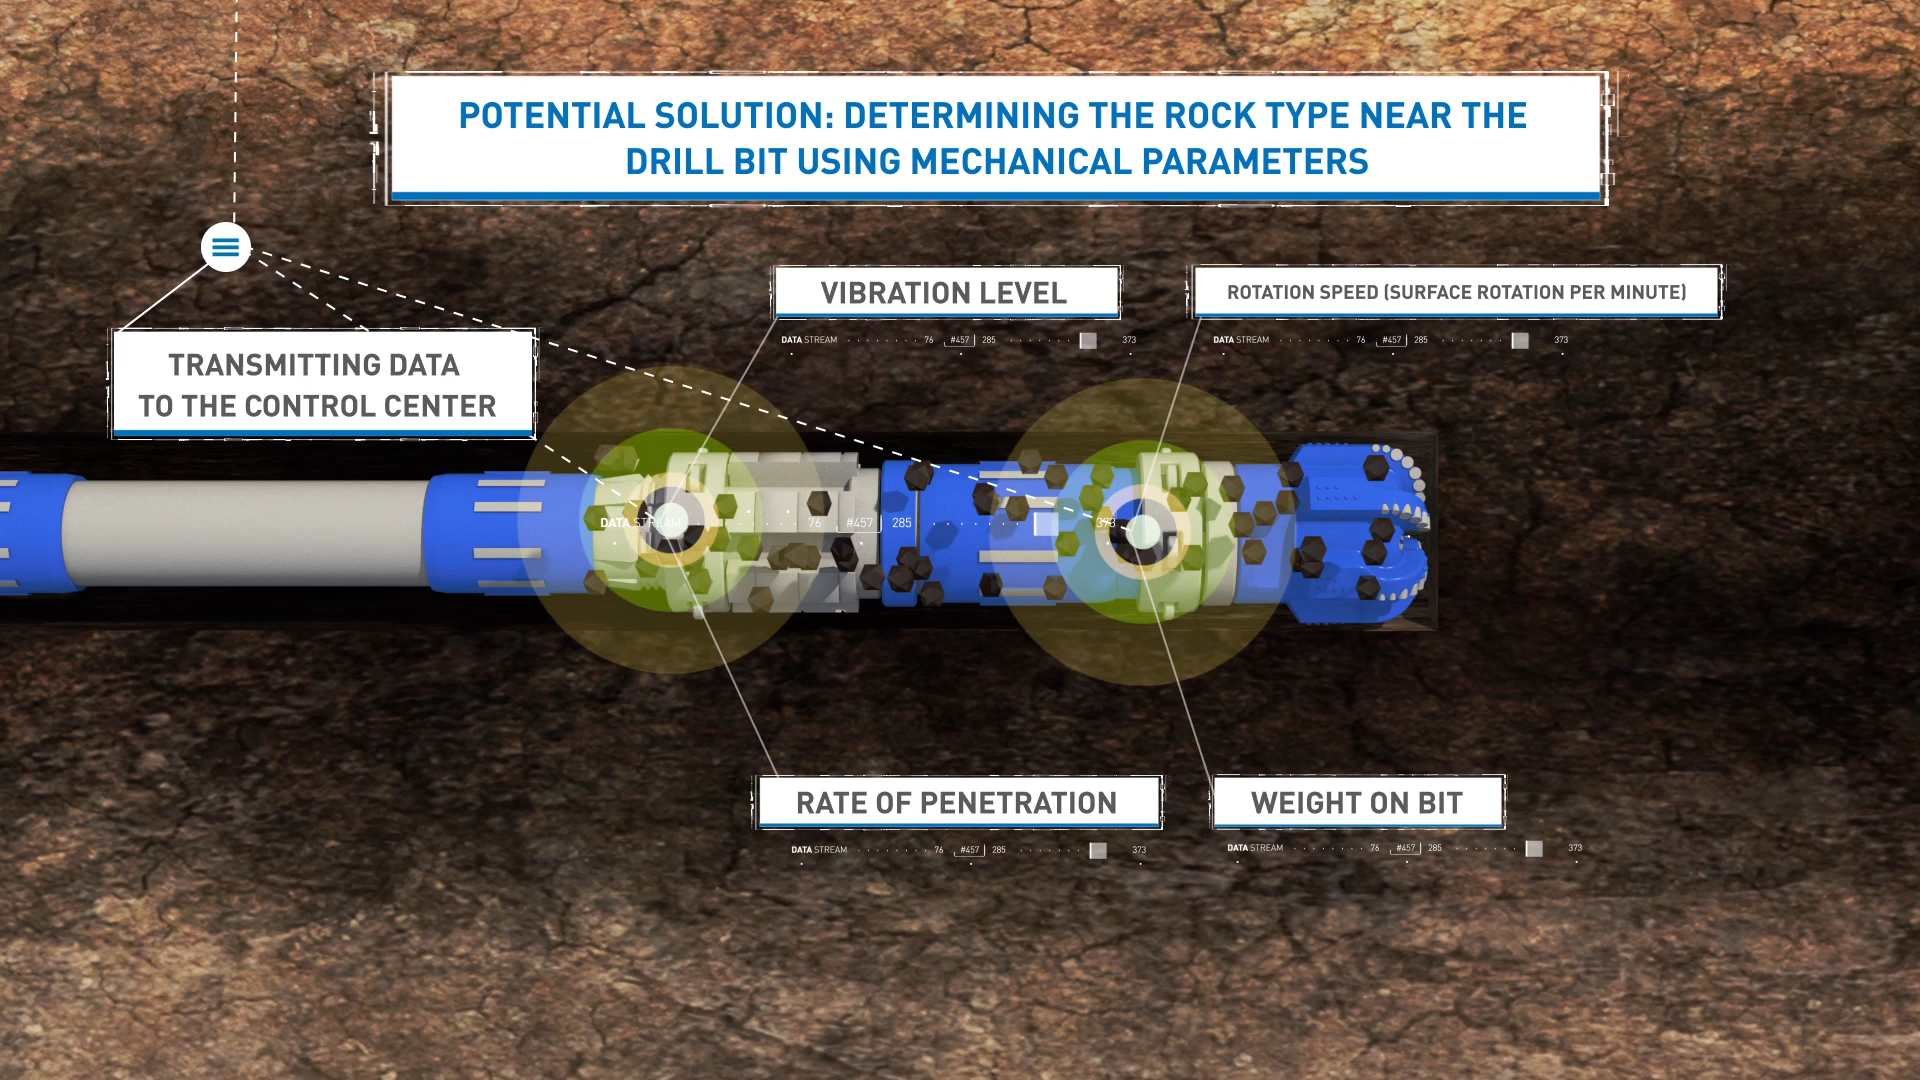 POTENTIAL SOLUTION: DETERMINING THE ROCK TYPE NEAR THE
DRILL BIT USING MECHANICAL PARAMETERS
VIBRATION LEVEL
DATA STREAM 76 #457 285 373
ROTATION SPEED (SURFACE ROTATION PER MINUTE)
DATA STREAM 76 #457 285 373
TRANSMITTING DATA
TO THE CONTROL CENTER
DATA STREAM 76 #457 285 373
RATE OF PENETRATION
DATA STREAM 76 #457 285 373
WEIGHT ON BIT
DATA STREAM 76 #457 285 373